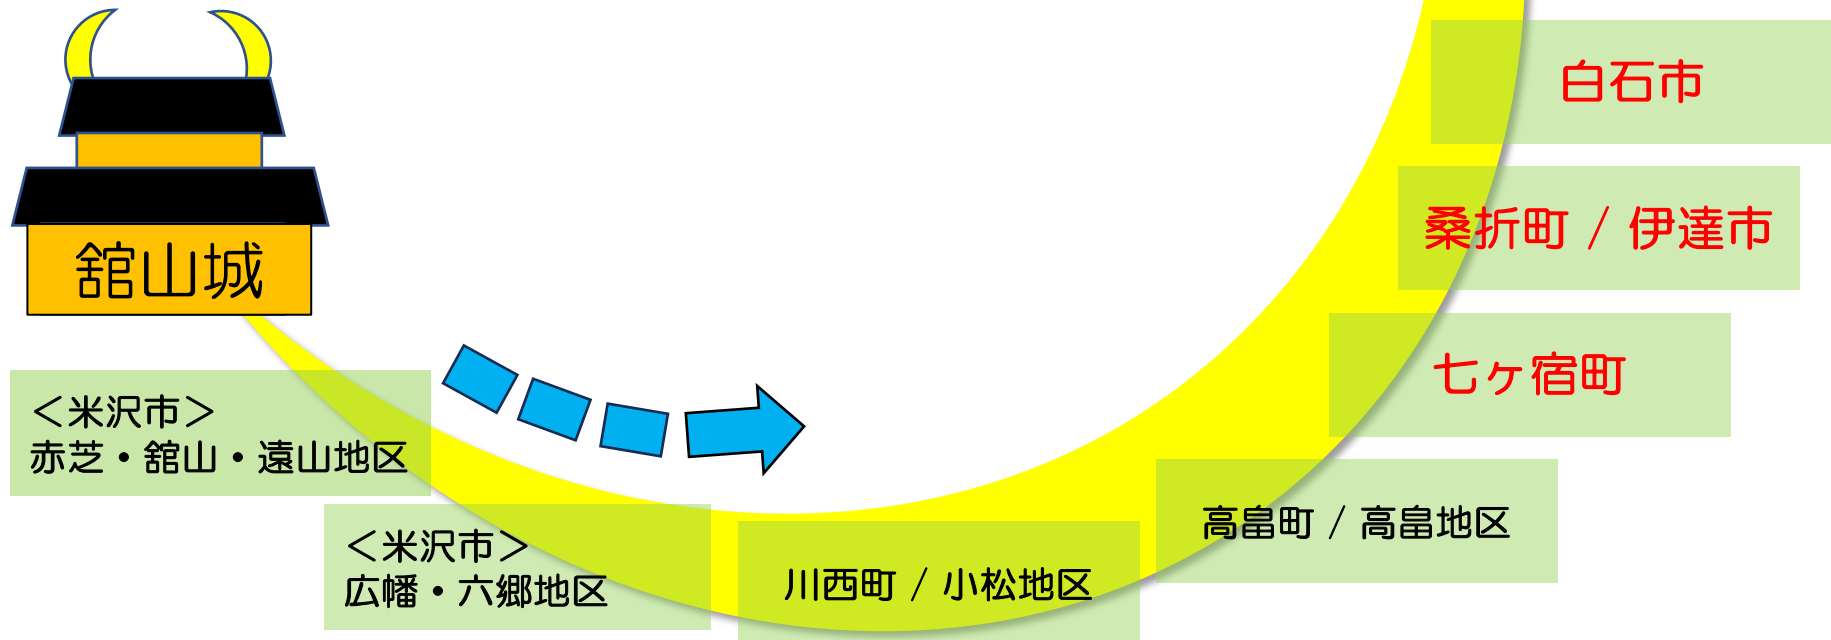 舘山城
＜米沢市＞
赤芝・舘山・遠山地区
＜米沢市＞
広幡・六郷地区
川西町 / 小松地区
高畠町 / 高畠地区
七ヶ宿町
桑折町 / 伊達市
白石市